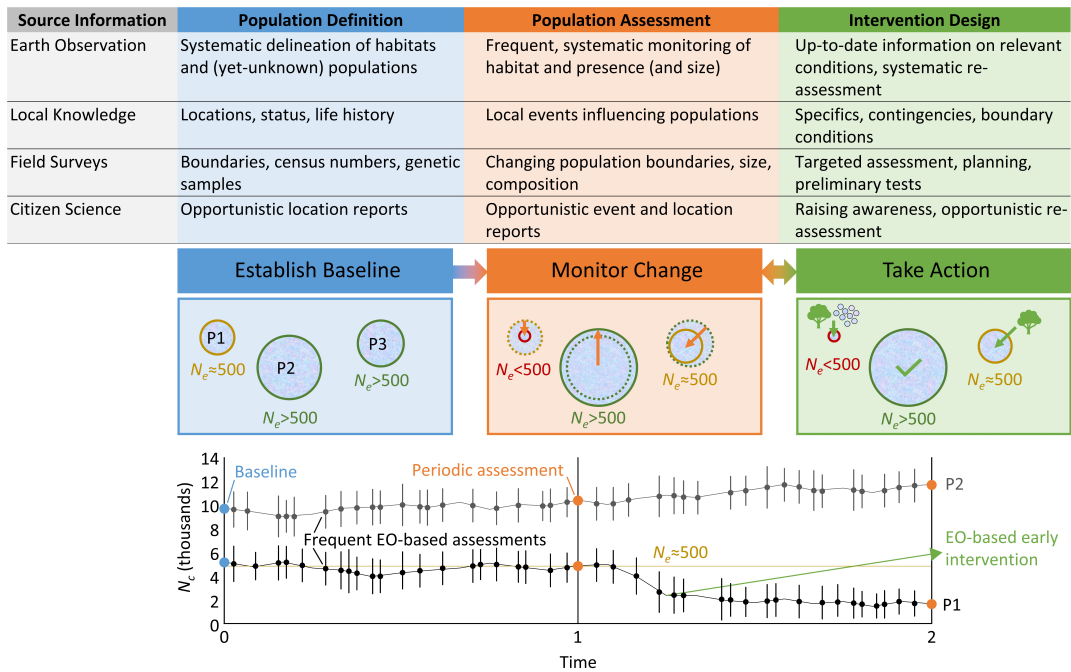 Source Information Population Definition Population Assessment Intervention Design
Earth Observation
Systematic delineation of habitats
and (yet-unknown) populations
Frequent, systematic monitoring of
habitat and presence (and size)
Up-to-date information on relevant
conditions, systematic re-
assessment
Local Knowledge
Locations, status, life history
Local events influencing populations
Specifics, contingencies, boundary
conditions
Field Surveys
Boundaries, census numbers, genetic
samples
Changing population boundaries, size,
composition
Targeted assessment, planning,
preliminary tests
Citizen Science
Opportunistic location reports
Opportunistic event and location
reports
Raising awareness, opportunistic re-
assessment
Establish Baseline
Monitor Change
Take Action
P1
Ne≈500
P2
Ne>500
P3
Ne>500
Ne<500
Ne>500
Ne≈500
Ne<500
Ne>500
Ne≈500
Nc (thousands)
14
12
10
8
6
4
2
0
Baseline
Periodic assessment
P2
Frequent EO-based assessments
Ne≈500
EO-based early
intervention
P1
0 1 2
Time